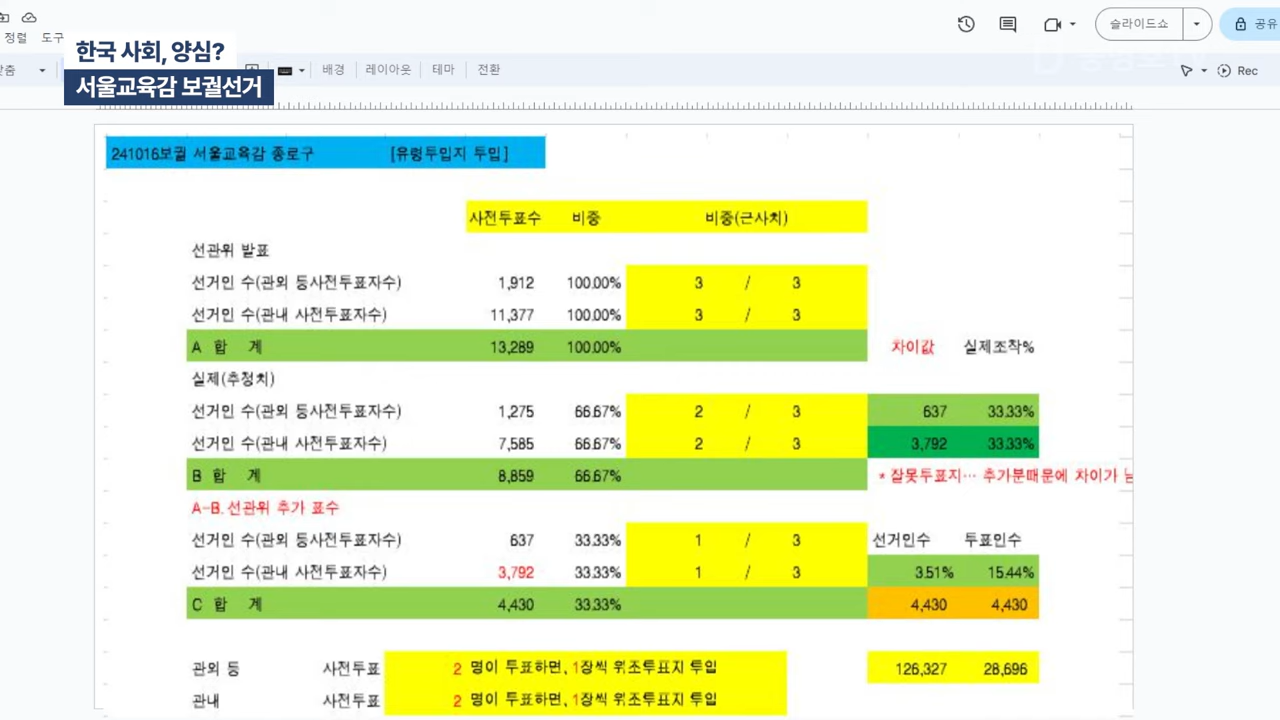 정렬 도구
슬라이드쇼 공유
한국 사회, 양심?
서울교육감 보궐선거
배경 레이아웃 테마 전환 Rec
241016보궐 서울교육감 종로구 [유령투입지 투입]
사전투표수 비중 비중(근사치)
선관위 발표
선거인 수(관외 등사전투표자수) 1,912 100.00% 3 / 3
선거인 수(관내 사전투표자수) 11,377 100.00% 3 / 3
A 합 계 13,289 100.00% 차이값 실제조작%
실제(추정치)
선거인 수(관외 등사전투표자수) 1,275 66.67% 2 / 3 637 33.33%
선거인 수(관내 사전투표자수) 7,585 66.67% 2 / 3 3,792 33.33%
B 합 계 8,859 66.67% * 잘못투표지… 추가분때문에 차이가
A-B. 선관위 추가 표수
선거인 수(관외 등사전투표자수) 637 33.33% 1 / 3 선거인수 투표인수
선거인 수(관내 사전투표자수) 3,792 33.33% 1 / 3 3.51% 15.44%
C 합 계 4,430 33.33% 4,430 4,430
관외 등 사전투표 2 명이 투표하면, 1장씩 위조투표지 투입 126,327 28,696
관내 사전투표 2 명이 투표하면, 1장씩 위조투표지 투입